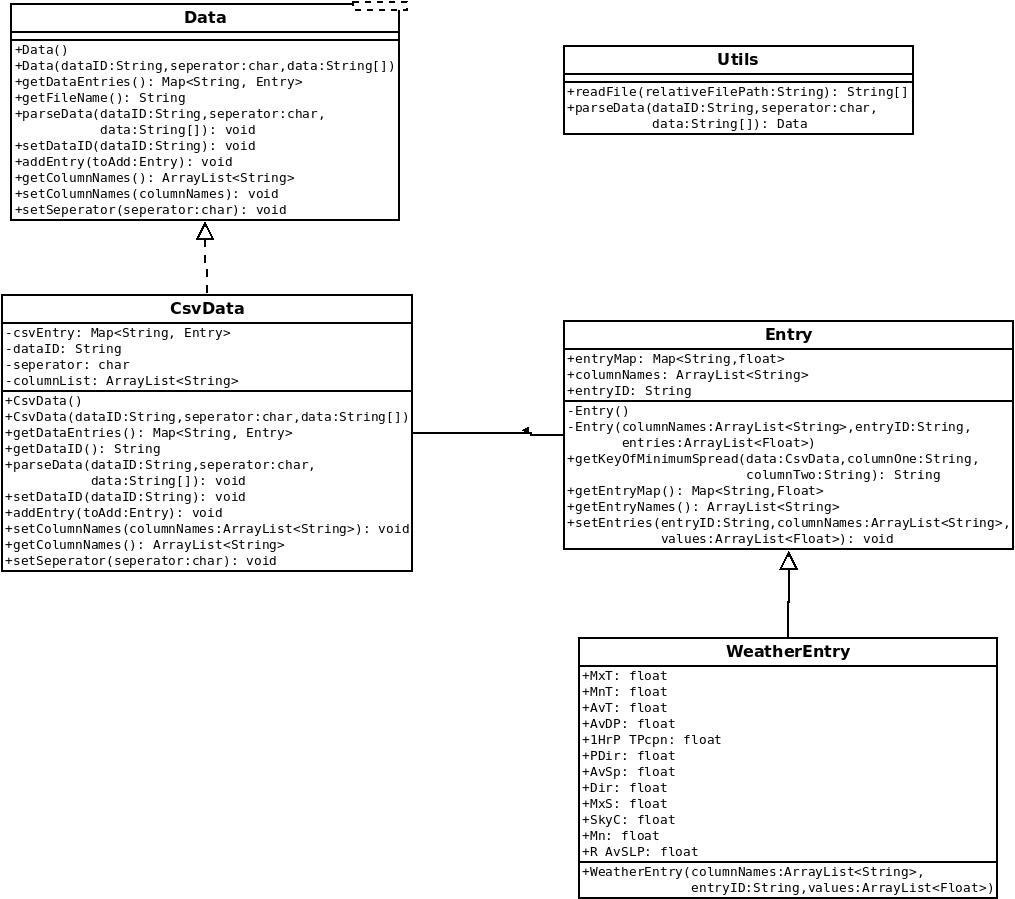 Data
+Data()
+Data(dataID:String,seperator:char,data:String[])
+getDataEntries(): Map<String, Entry>
+getFileName(): String
+parseData(dataID:String,seperator:char,
data:String[]): void
+setDataID(dataID:String): void
+addEntry(toAdd:Entry): void
+getColumnNames(): ArrayList<String>
+setColumnNames(columnNames): void
+setSeperator(seperator:char): void
Utils
+readFile(relativeFilePath:String): String[]
+parseData(dataID:String,seperator:char,
data:String[]): Data
CsvData
-csvEntry: Map<String, Entry>
-dataID: String
-seperator: char
-columnList: ArrayList<String>
+CsvData()
+CsvData(dataID:String,seperator:char,data:String[])
+getDataEntries(): Map<String, Entry>
+getDataID(): String
+parseData(dataID:String,seperator:char,
data:String[]): void
+setDataID(dataID:String): void
+addEntry(toAdd:Entry): void
+setColumnNames(columnNames:ArrayList<String>): void
+getColumnNames(): ArrayList<String>
+setSeperator(seperator:char): void
Entry
+entryMap: Map<String,float>
+columnNames: ArrayList<String>
+entryID: String
-Entry()
-Entry(columnNames:ArrayList<String>,entryID:String,
entries:ArrayList<Float>)
+getKeyOfMinimumSpread(data:CsvData,columnOne:String,
columnTwo:String): String
+getEntryMap(): Map<String,Float>
+getEntryNames(): ArrayList<String>
+setEntries(entryID:String,columnNames:ArrayList<String>,
values:ArrayList<Float>): void
WeatherEntry
+MxT: float
+MnT: float
+AvT: float
+AvDP: float
+1HrP TPcpn: float
+PDir: float
+AvSp: float
+Dir: float
+MxS: float
+SkyC: float
+Mn: float
+R AvSLP: float
+WeatherEntry(columnNames:ArrayList<String>,
entryID:String,values:ArrayList<Float>)